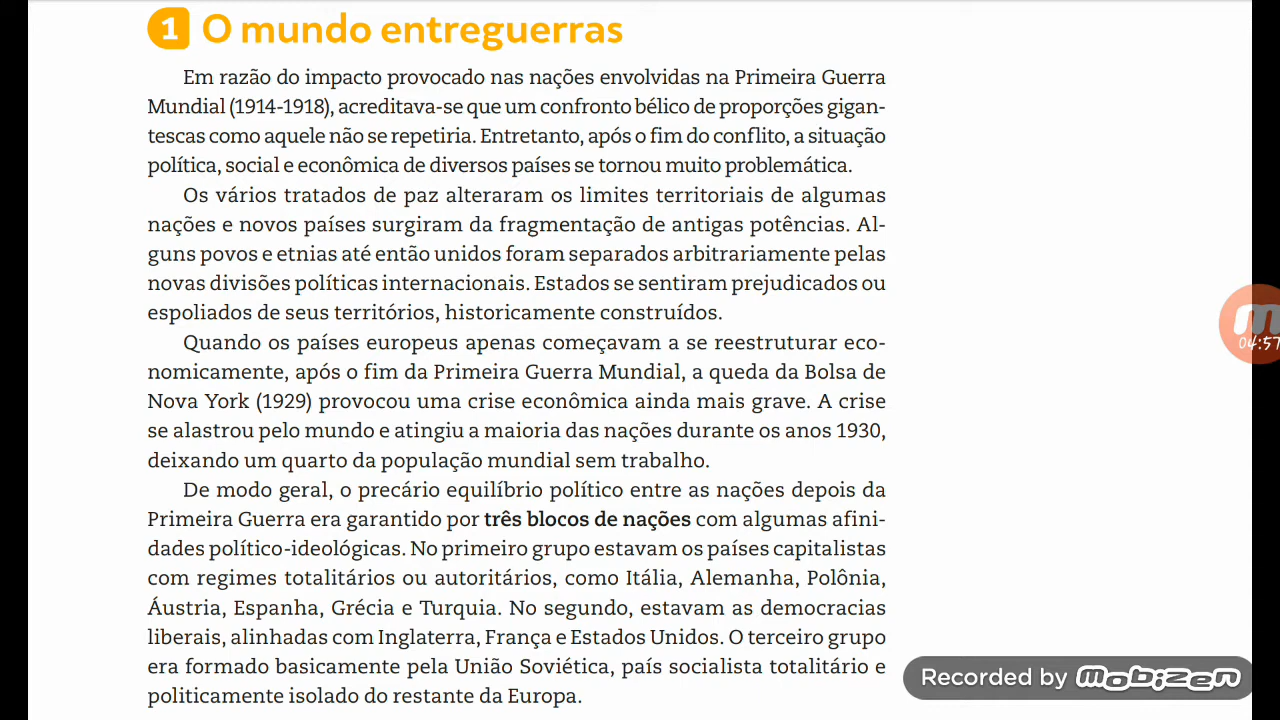 1 O mundo entreguerras
Em razão do impacto provocado nas nações envolvidas na Primeira Guerra
Mundial (1914-1918), acreditava-se que um confronto bélico de proporções gigan-
tescas como aquele não se repetiria. Entretanto, após o fim do conflito, a situação
política, social e econômica de diversos países se tornou muito problemática.
Os vários tratados de paz alteraram os limites territoriais de algumas
nações e novos países surgiram da fragmentação de antigas potências. Al-
guns povos e etnias até então unidos foram separados arbitrariamente pelas
novas divisões políticas internacionais. Estados se sentiram prejudicados ou
espoliados de seus territórios, historicamente construídos.
Quando os países europeus apenas começavam a se reestruturar eco-
nomicamente, após o fim da Primeira Guerra Mundial, a queda da Bolsa de
Nova York (1929) provocou uma crise econômica ainda mais grave. A crise
se alastrou pelo mundo e atingiu a maioria das nações durante os anos 1930,
deixando um quarto da população mundial sem trabalho.
De modo geral, o precário equilíbrio político entre as nações depois da
Primeira Guerra era garantido por três blocos de nações com algumas afini-
dades político-ideológicas. No primeiro grupo estavam os países capitalistas
com regimes totalitários ou autoritários, como Itália, Alemanha, Polônia,
Áustria, Espanha, Grécia e Turquia. No segundo, estavam as democracias
liberais, alinhadas com Inglaterra, França e Estados Unidos. O terceiro grupo
era formado basicamente pela União Soviética, país socialista totalitário e
politicamente isolado do restante da Europa.
m
04:57
Recorded by mobizen